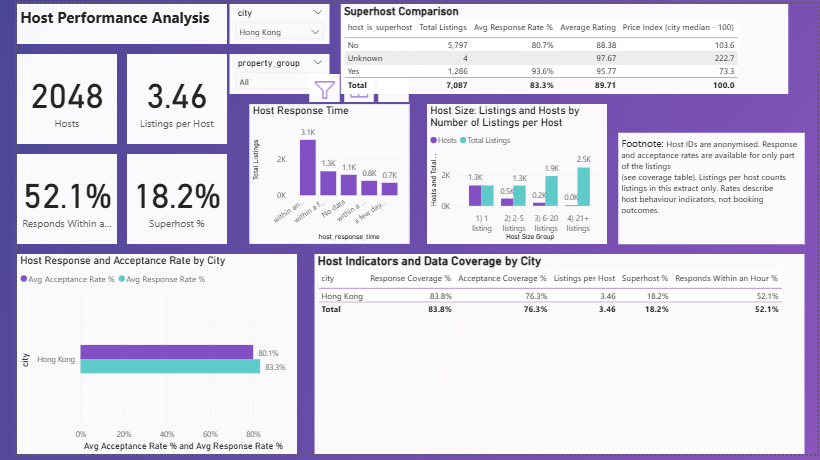 Host Performance Analysis
city
Hong Kong
property_group
All
2048
Hosts
3.46
Listings per Host
52.1%
Responds Within a...
18.2%
Superhost %
Superhost Comparison
host_is_superhost Total Listings Avg Response Rate % Average Rating Price Index (city median - 100)
No 5,797 80.7% 88.38 103.6
Unknown 4 97.67 222.7
Yes 1,286 93.6% 95.77 73.3
Total 7,087 83.3% 89.71 100.0
Host Response Time
Total Listings
2K
0K
3.1K
1.3K
1.1K
0.8K
0.7K
within an...
within a f...
No data
within a ...
a few day...
host_response_time
Host Size: Listings and Hosts by
Number of Listings per Host
Hosts Total Listings
Hosts and Total...
2K
0K
1.3K 1.3K
0.5K 1.3K
0.2K 1.9K
0.0K 2.5K
1) 1 listing
2) 2-5 listings
3) 6-20 listings
4) 21+ listings
Host Size Group
Footnote: Host IDs are anonymised. Response
and acceptance rates are available for only part
of the listings
(see coverage table). Listings per host counts
listings in this extract only. Rates describe
host behaviour indicators, not booking
outcomes.
Host Response and Acceptance Rate by City
Avg Acceptance Rate % Avg Response Rate %
city
Hong Kong
80.1%
83.3%
0% 20% 40% 60% 80%
Avg Acceptance Rate % and Avg Response Rate %
Host Indicators and Data Coverage by City
city Response Coverage % Acceptance Coverage % Listings per Host Superhost % Responds Within an Hour %
Hong Kong 83.8% 76.3% 3.46 18.2% 52.1%
Total 83.8% 76.3% 3.46 18.2% 52.1%